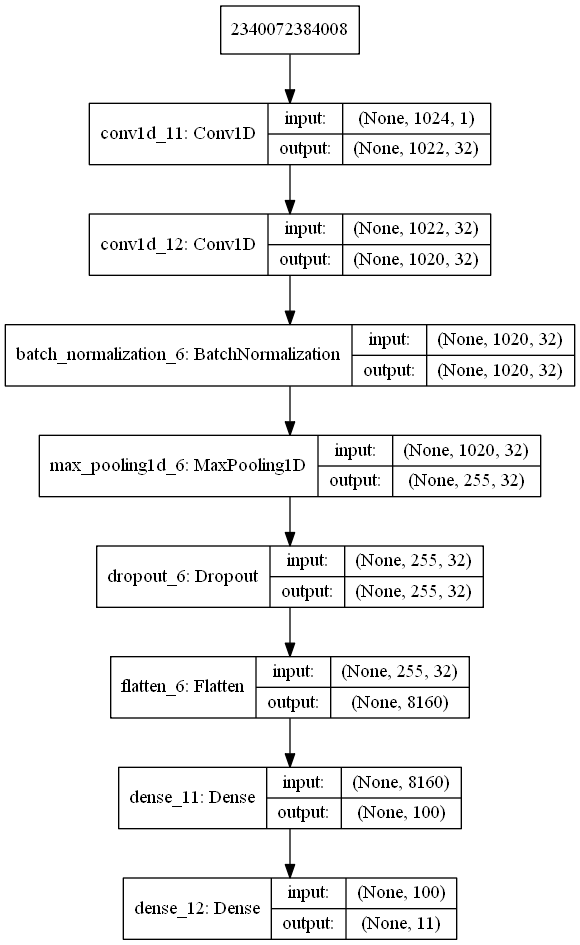 2340072384008
conv1d_11: Conv1D
input: (None, 1024, 1)
output: (None, 1022, 32)
conv1d_12: Conv1D
input: (None, 1022, 32)
output: (None, 1020, 32)
batch_normalization_6: BatchNormalization
input: (None, 1020, 32)
output: (None, 1020, 32)
max_pooling1d_6: MaxPooling1D
input: (None, 1020, 32)
output: (None, 255, 32)
dropout_6: Dropout
input: (None, 255, 32)
output: (None, 255, 32)
flatten_6: Flatten
input: (None, 255, 32)
output: (None, 8160)
dense_11: Dense
input: (None, 8160)
output: (None, 100)
dense_12: Dense
input: (None, 100)
output: (None, 11)